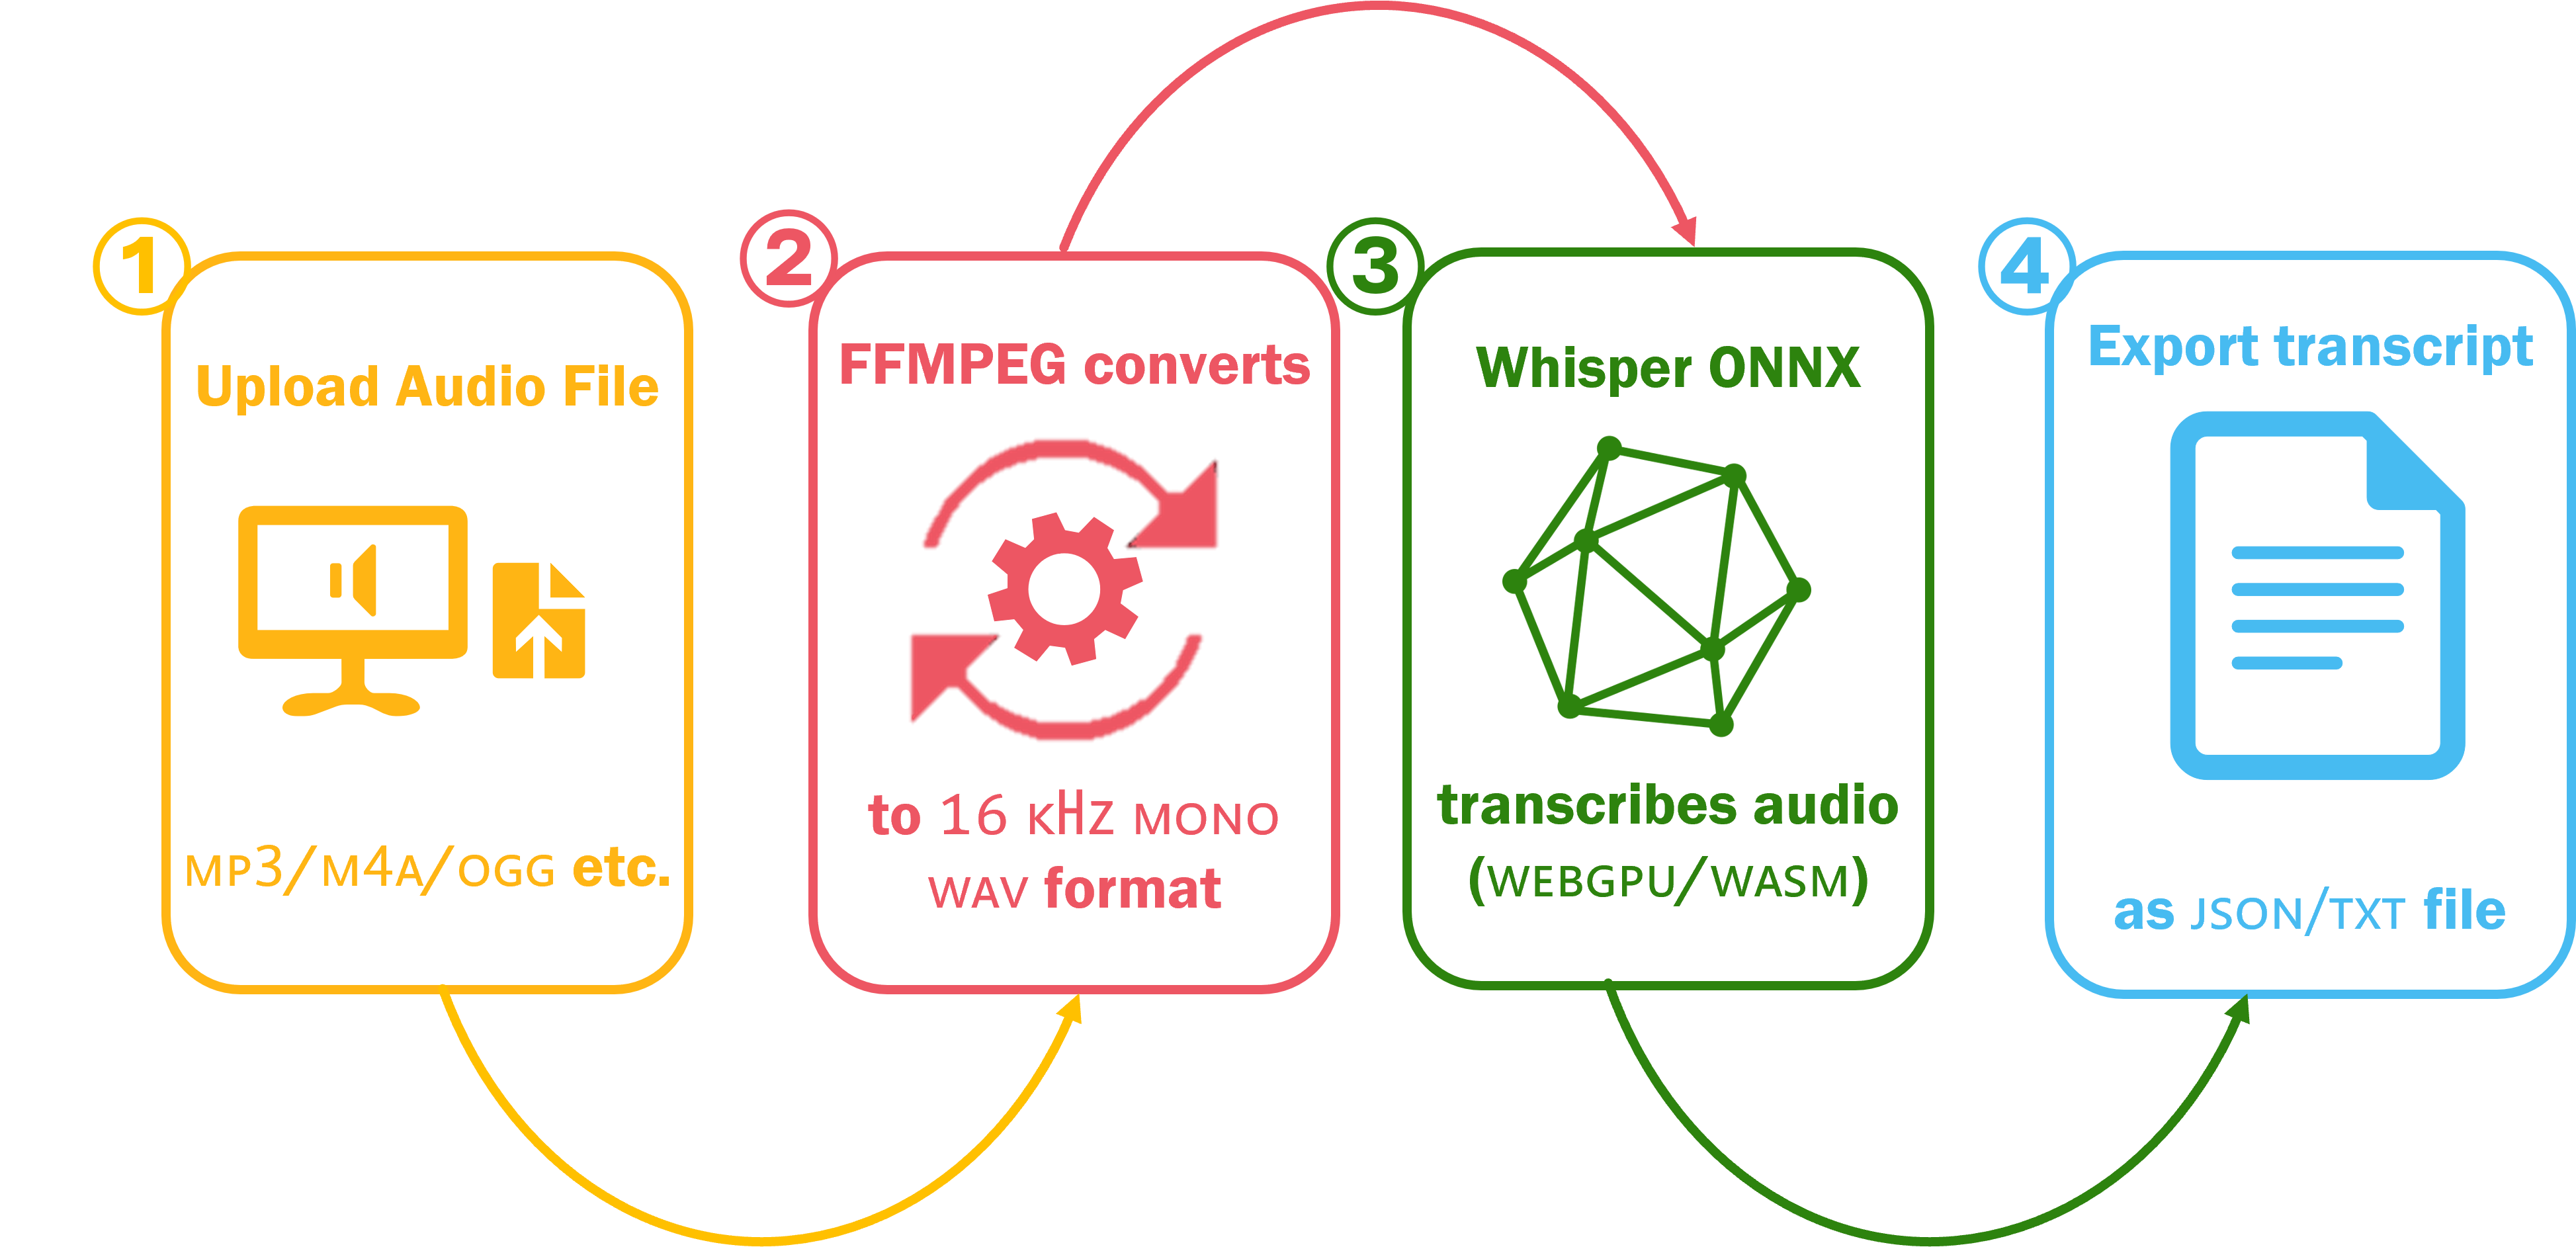 1
Upload Audio File
MP3/M4A/OGG etc.
2
FFMPEG converts
to 16 KHZ MONO
WAV format
3
Whisper ONNX
transcribes audio
(WEBGPU/WASM)
4
Export transcript
as JSON/TXT file